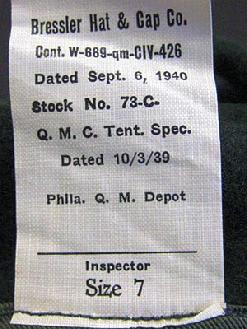 Bressler Hat & Cap Co.
Cont. W-669-qm-CIV-426
Dated Sept. 6, 1940
Stock No. 73-C-
Q. M. C. Tent. Spec.
Dated 10/3/39
Phila. Q. M. Depot
Inspector
Size 7